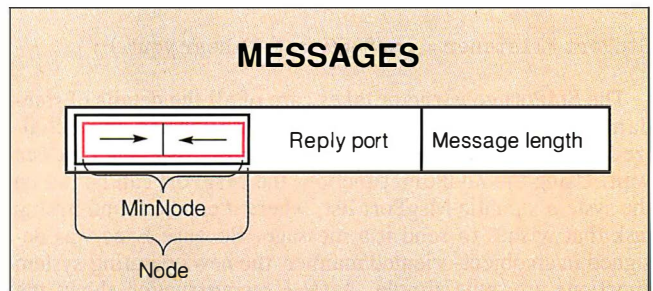 MESSAGES
Reply port
Message length
MinNode
Node